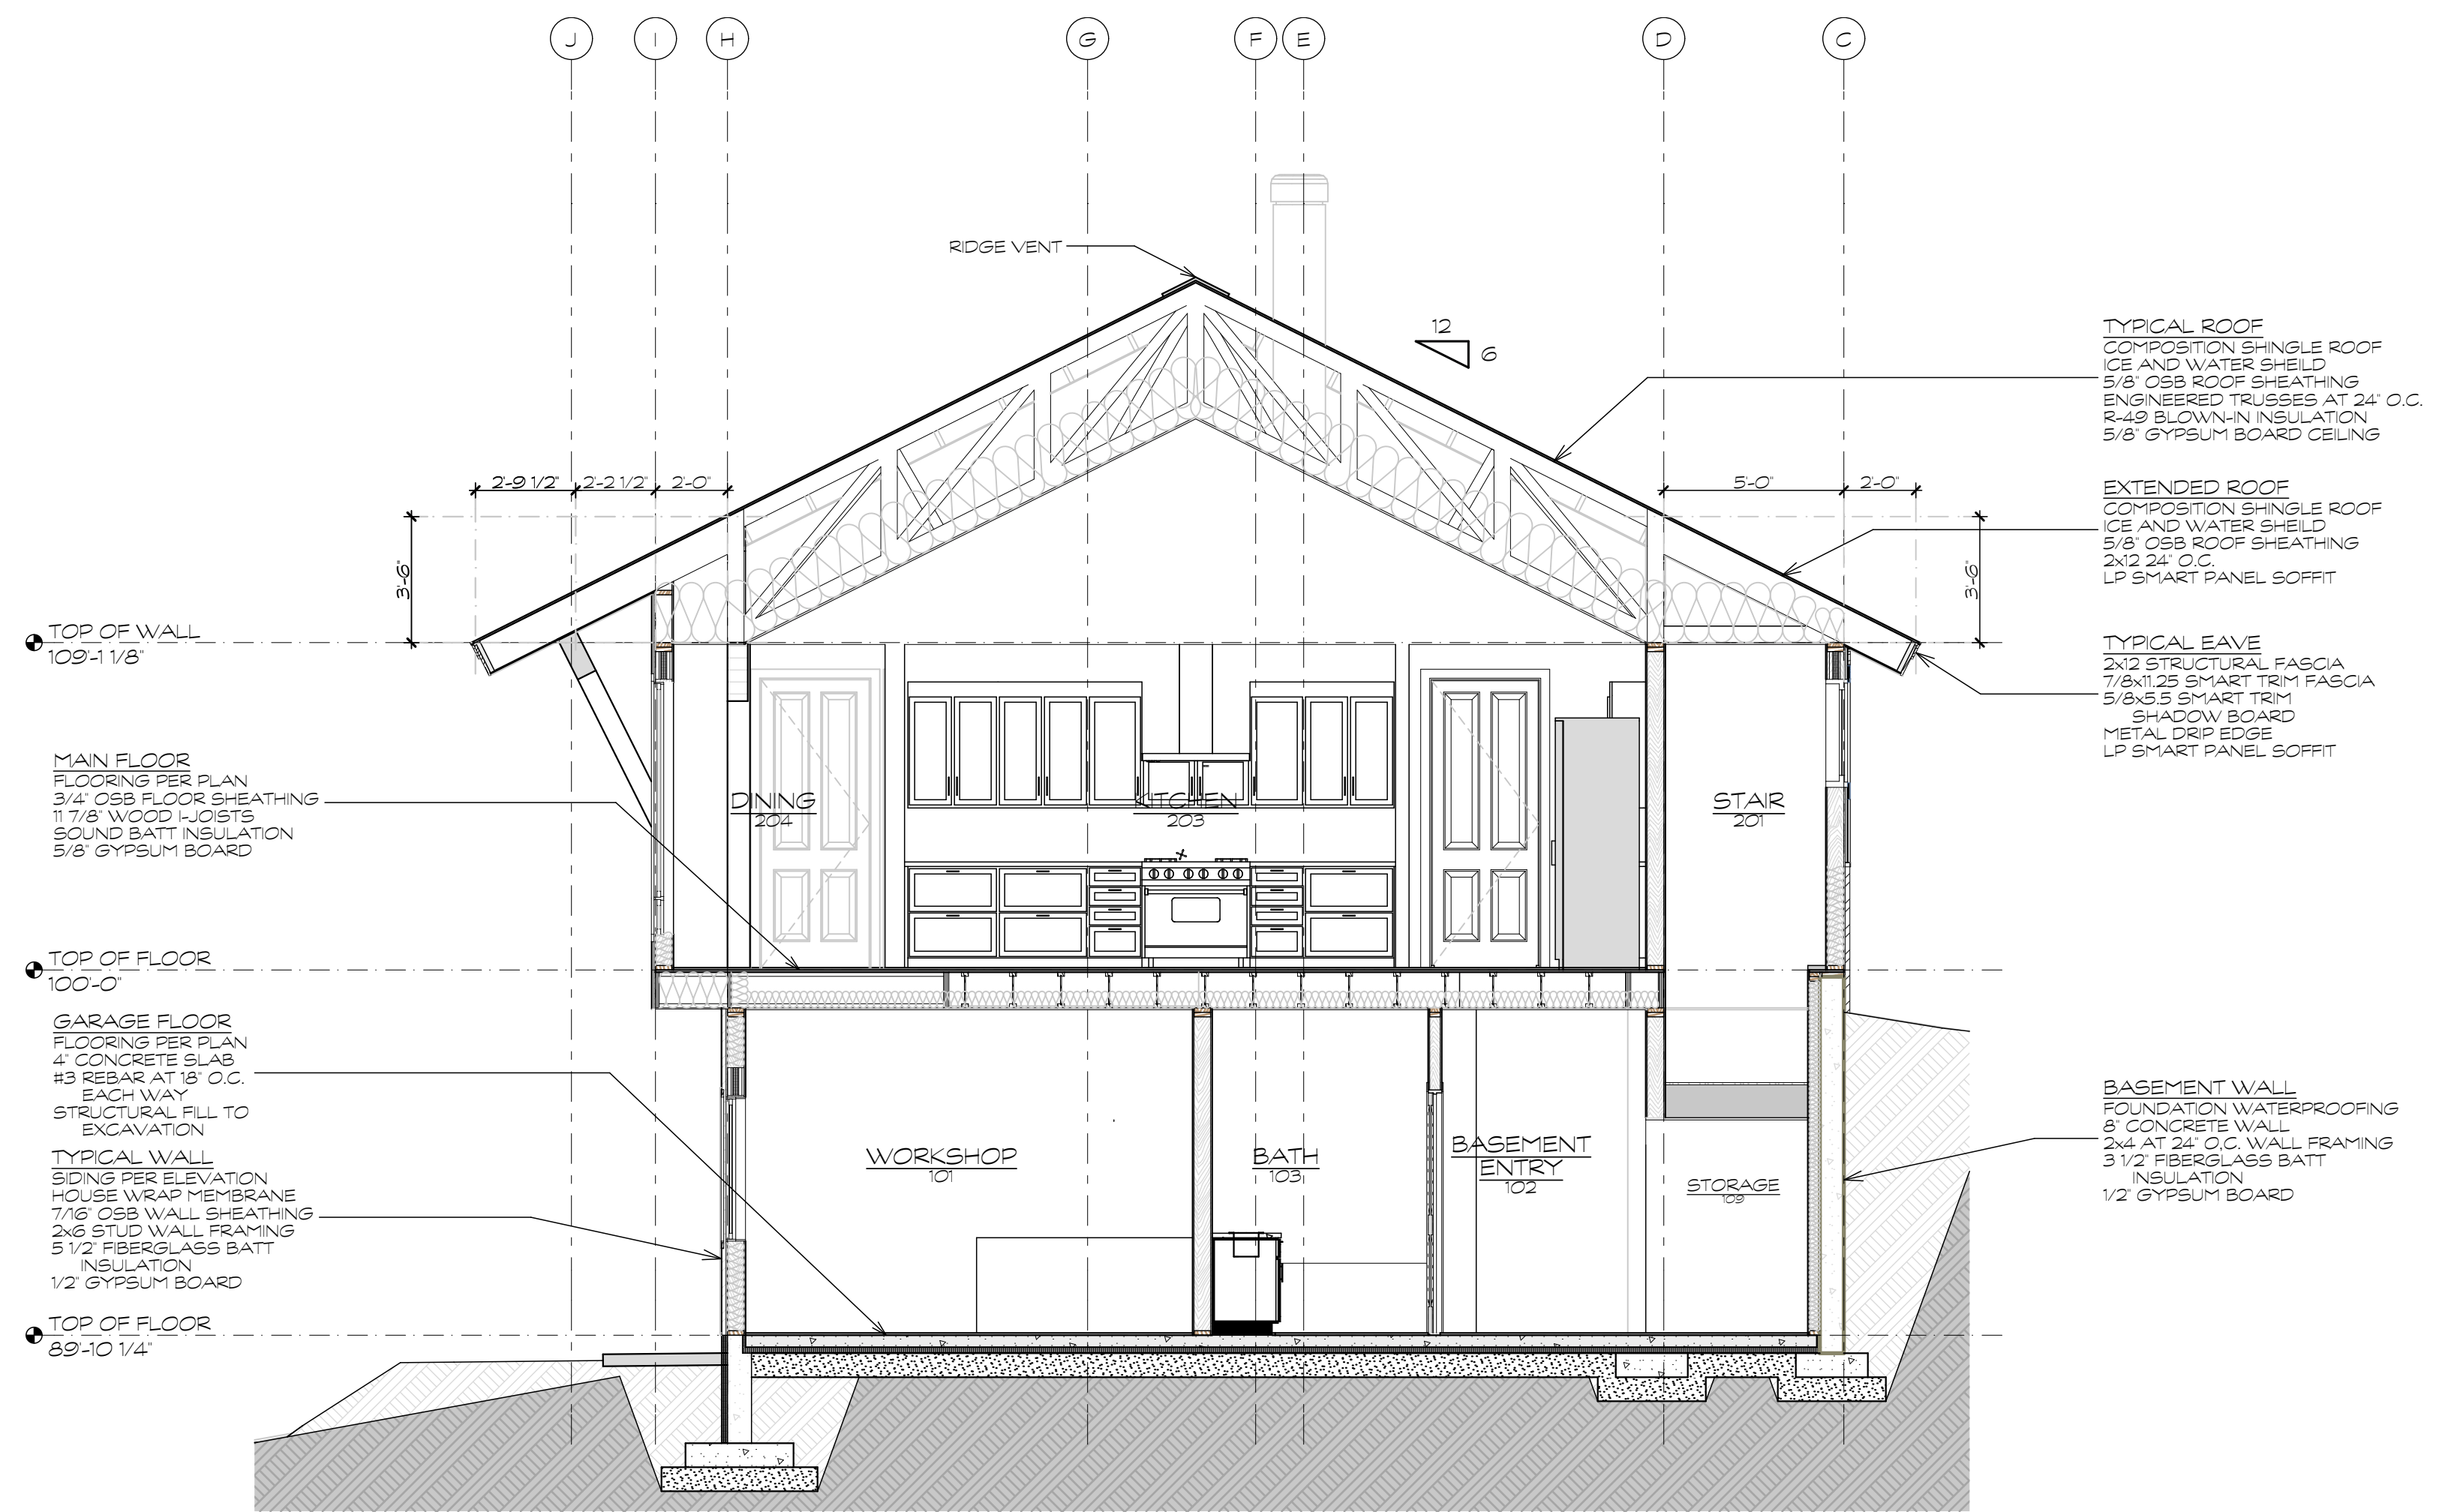 J
I
H
G
F
E
D
C
RIDGE VENT
12
6
2'-9 1/2"
2'-2 1/2"
2'-0"
5'-0"
2'-0"
3'-6"
3'-6"
TYPICAL ROOF
COMPOSITION SHINGLE ROOF
ICE AND WATER SHEILD
5/8" OSB ROOF SHEATHING
ENGINEERED TRUSSES AT 24" O.C.
R-49 BLOWN-IN INSULATION
5/8" GYPSUM BOARD CEILING
EXTENDED ROOF
COMPOSITION SHINGLE ROOF
ICE AND WATER SHEILD
5/8" OSB ROOF SHEATHING
2x12 24" O.C.
LP SMART PANEL SOFFIT
TYPICAL EAVE
2x12 STRUCTURAL FASCIA
7/8x11.25 SMART TRIM FASCIA
5/8x5.5 SMART TRIM
SHADOW BOARD
METAL DRIP EDGE
LP SMART PANEL SOFFIT
TOP OF WALL
109'-1 1/8"
MAIN FLOOR
FLOORING PER PLAN
3/4" OSB FLOOR SHEATHING
11 7/8" WOOD I-JOISTS
SOUND BATT INSULATION
5/8" GYPSUM BOARD
DINING
204
KITCHEN
203
STAIR
201
TOP OF FLOOR
100'-0"
GARAGE FLOOR
FLOORING PER PLAN
4" CONCRETE SLAB
#3 REBAR AT 18" O.C.
EACH WAY
STRUCTURAL FILL TO
EXCAVATION
TYPICAL WALL
SIDING PER ELEVATION
HOUSE WRAP MEMBRANE
7/16" OSB WALL SHEATHING
2x6 STUD WALL FRAMING
5 1/2" FIBERGLASS BATT
INSULATION
1/2" GYPSUM BOARD
WORKSHOP
101
BATH
103
BASEMENT
ENTRY
102
STORAGE
109
BASEMENT WALL
FOUNDATION WATERPROOFING
8" CONCRETE WALL
2x4 AT 24" O.C. WALL FRAMING
3 1/2" FIBERGLASS BATT
INSULATION
1/2" GYPSUM BOARD
TOP OF FLOOR
89'-10 1/4"